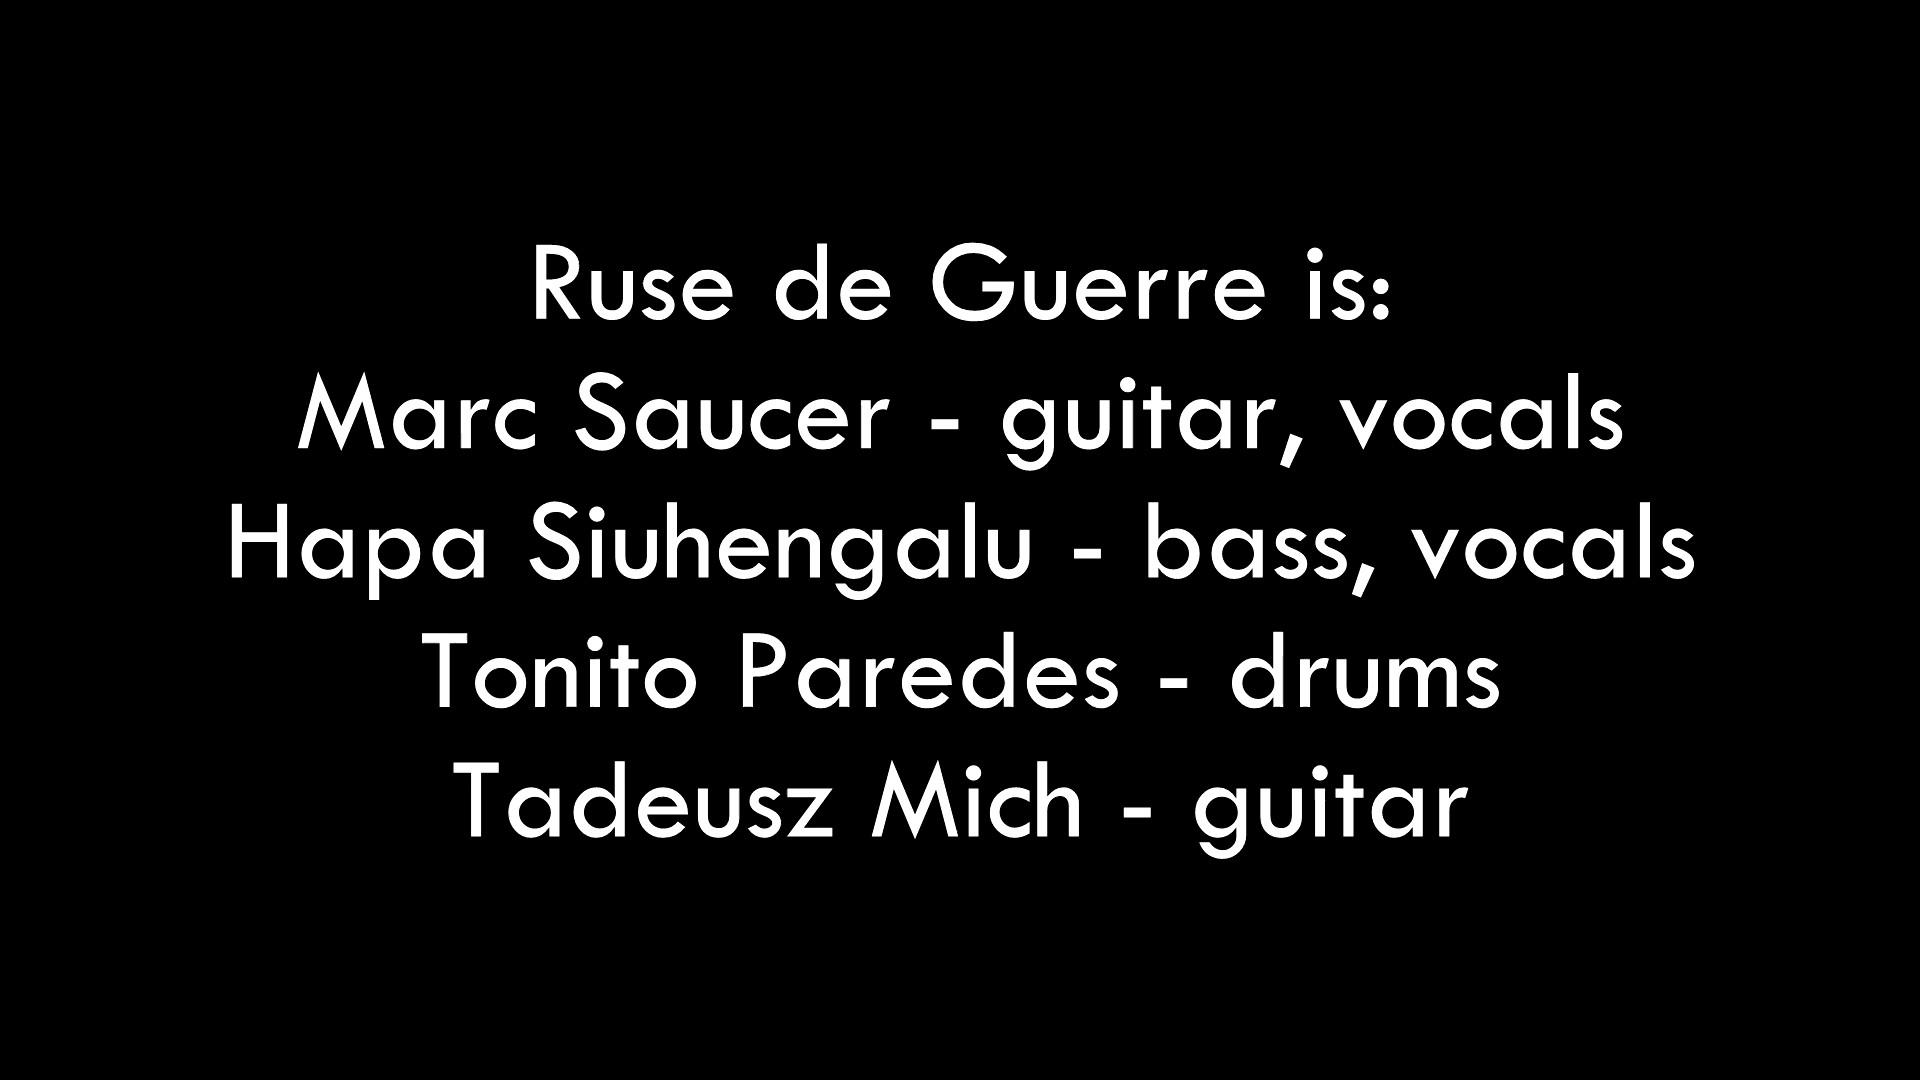 Ruse de Guerre is:
Marc Saucer - guitar, vocals
Hapa Siuhengalu - bass, vocals
Tonito Paredes - drums
Tadeusz Mich - guitar